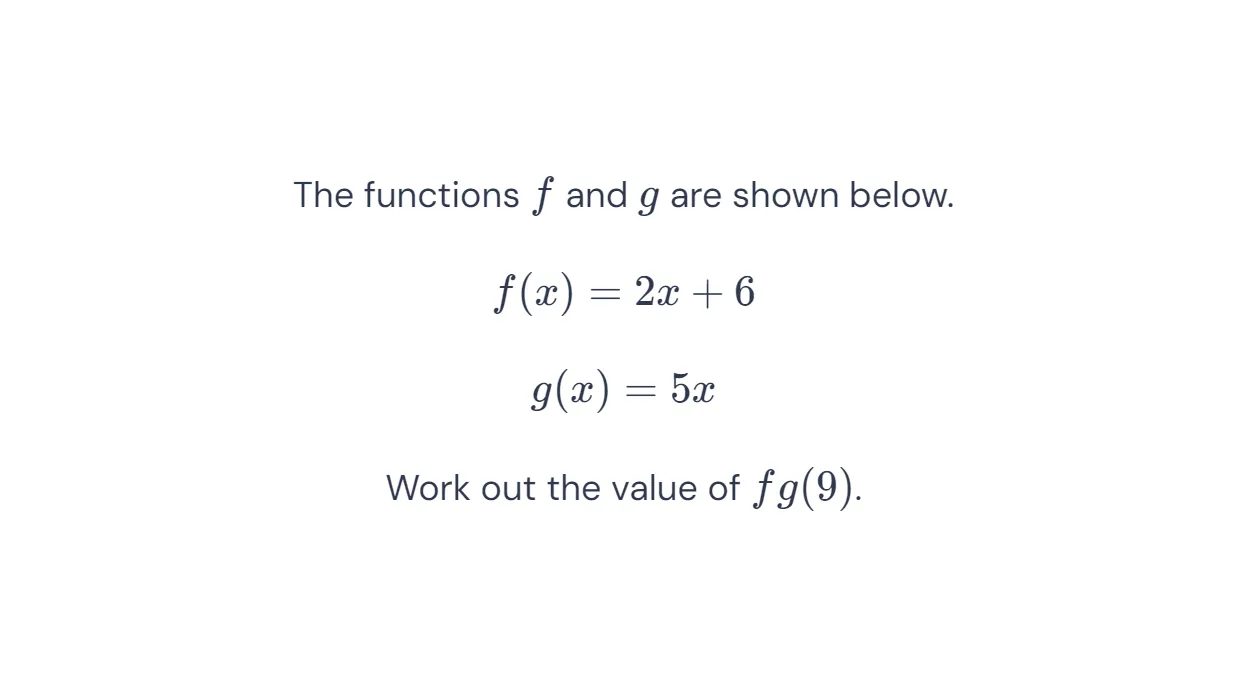 The functions f and g are shown below.
f(x) = 2x + 6
g(x) = 5x
Work out the value of fg(9).